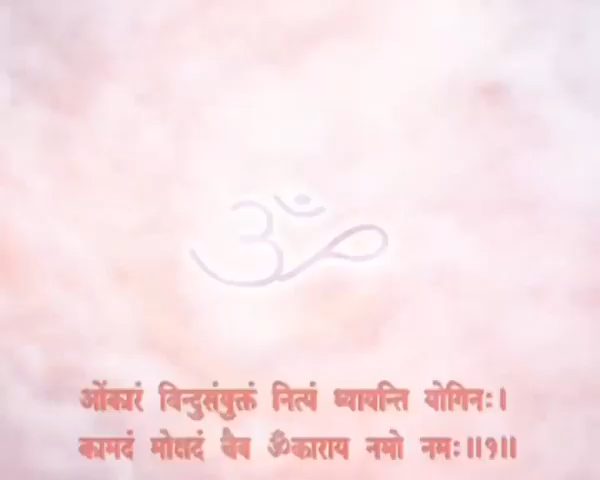 ॐ
ओंकारं बिन्दुसंयुक्तं नित्यं ध्यायन्ति योगिनः।
कामदं मोक्षदं चैव ॐकाराय नमो नमः॥१॥